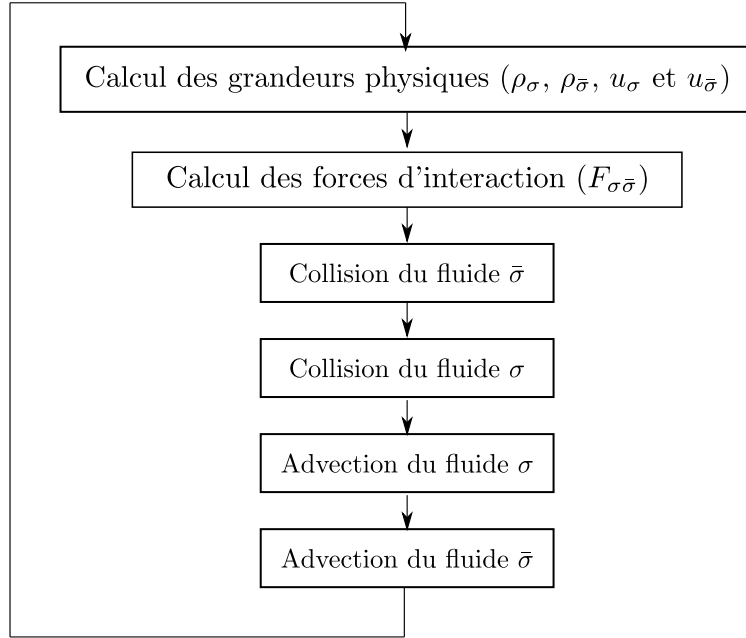 Calcul des grandeurs physiques (ρ_σ, ρ_σ̄, u_σ et u_σ̄)
Calcul des forces d'interaction (F_σσ̄)
Collision du fluide σ̄
Collision du fluide σ
Advection du fluide σ
Advection du fluide σ̄